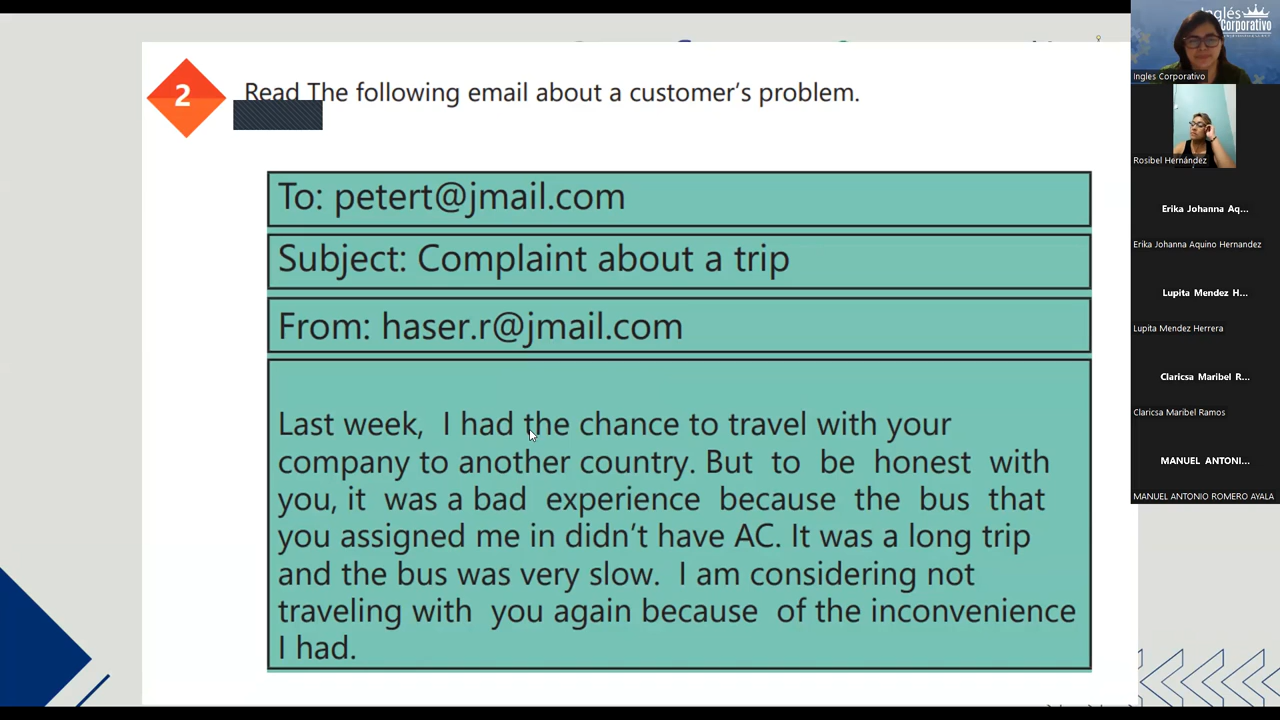 2
Read The following email about a customer's problem.
To: petert@jmail.com
Subject: Complaint about a trip
From: haser.r@jmail.com
Last week, I had the chance to travel with your
company to another country. But to be honest with
you, it was a bad experience because the bus that
you assigned me in didn't have AC. It was a long trip
and the bus was very slow. I am considering not
traveling with you again because of the inconvenience
I had.
Inglés
Corporativo
Ingles Corporativo
Rosibel Hernández
Erika Johanna Aq...
Erika Johanna Aquino Hernandez
Lupita Mendez H...
Lupita Mendez Herrera
Claricsa Maribel R...
Claricsa Maribel Ramos
MANUEL ANTONI...
MANUEL ANTONIO ROMERO AYALA